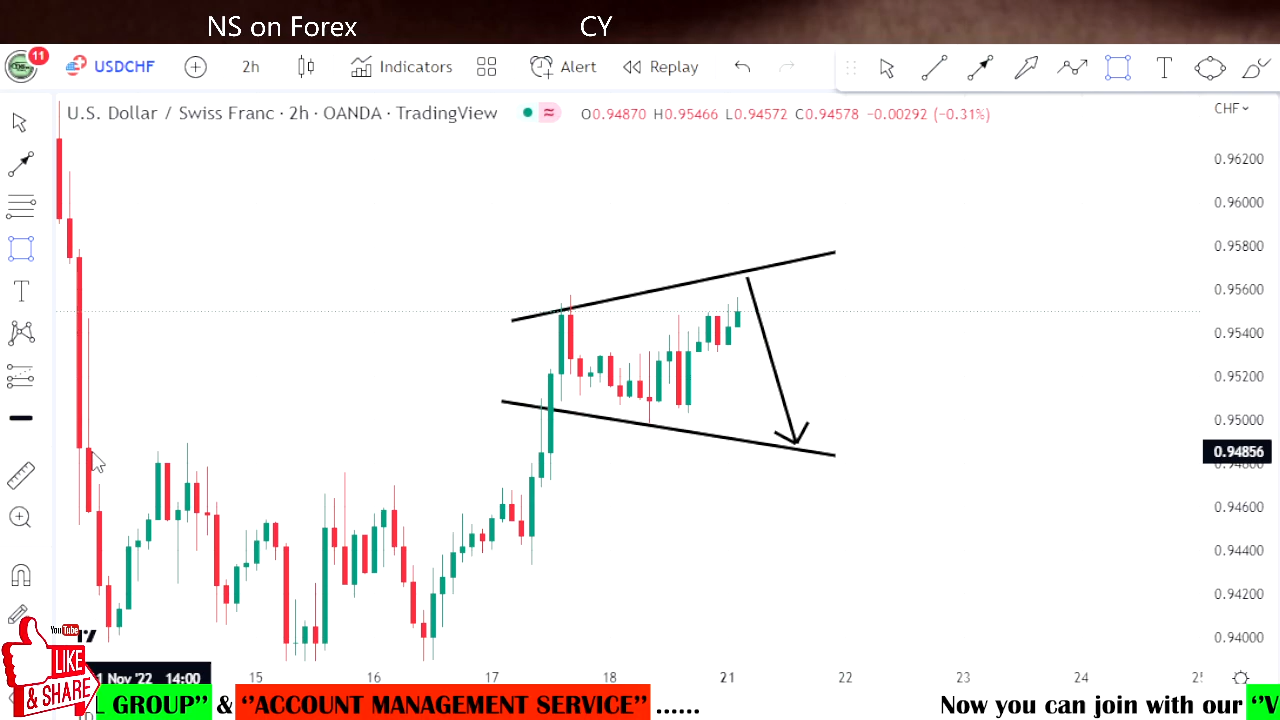 NS on Forex CY
11 USDCHF 2h Indicators Alert Replay
U.S. Dollar / Swiss Franc · 2h · OANDA · TradingView O0.94870 H0.95466 L0.94572 C0.94578 -0.00292 (-0.31%) CHF
0.96200
0.96000
0.95800
0.95600
0.95400
0.95200
0.95000
0.94856
0.94600
0.94400
0.94200
0.94000
YouTube
LIKE
& SHARE
1 Nov '22 14:00 15 16 17 18 21 22 23 24
L GROUP" & "ACCOUNT MANAGEMENT SERVICE" ...... Now you can join with our "V